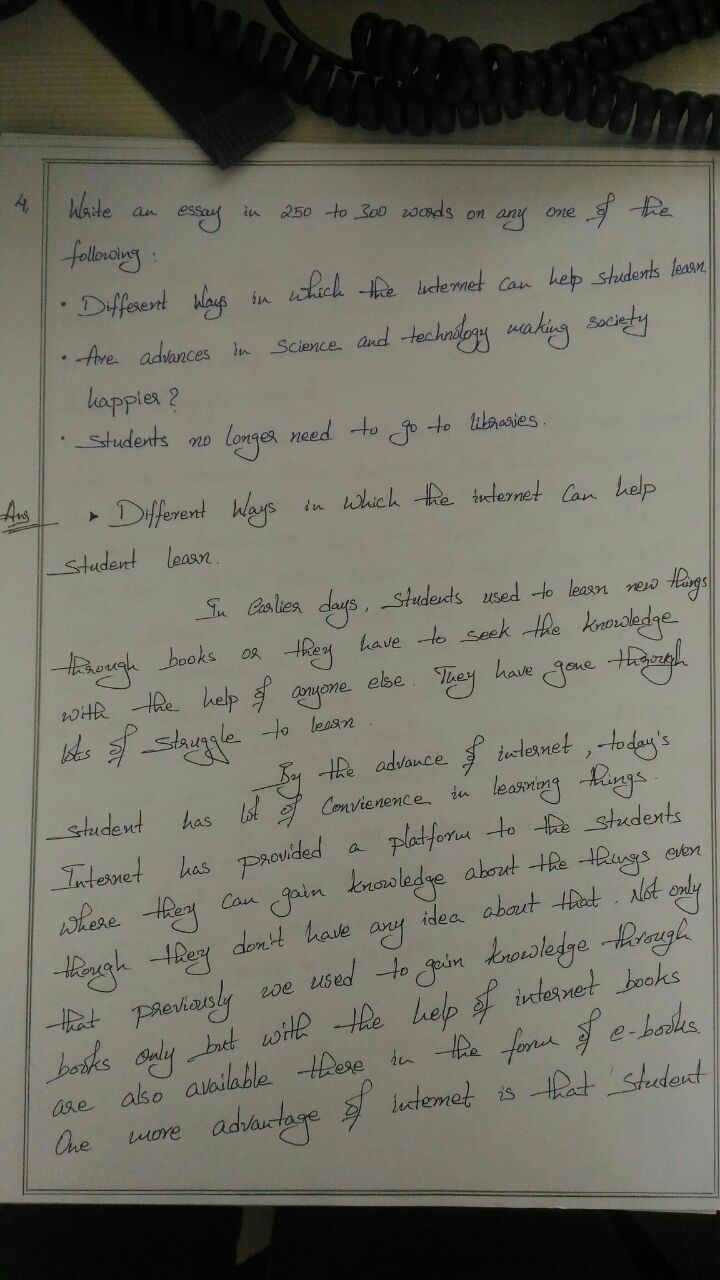 4, Write an essay in 250 to 300 words on any one of the
following :
• Different Ways in which the internet can help students learn
• Are advances in science and technology making society
happier ?
• Students no longer need to go to libraries.
Ans ▸ Different Ways in which the internet can help
student learn.
In earlier days, students used to learn new things
through books or they have to seek the knowledge
with the help of anyone else. They have gone through
lots of struggle to learn.
By the advance of internet, today's
student has lot of convienence in learning things.
Internet has provided a platform to the students
where they can gain knowledge about the things even
though they don't have any idea about that. Not only
that previously we used to gain knowledge through
books only but with the help of internet books
are also available there in the form of e-books.
One more advantage of internet is that student